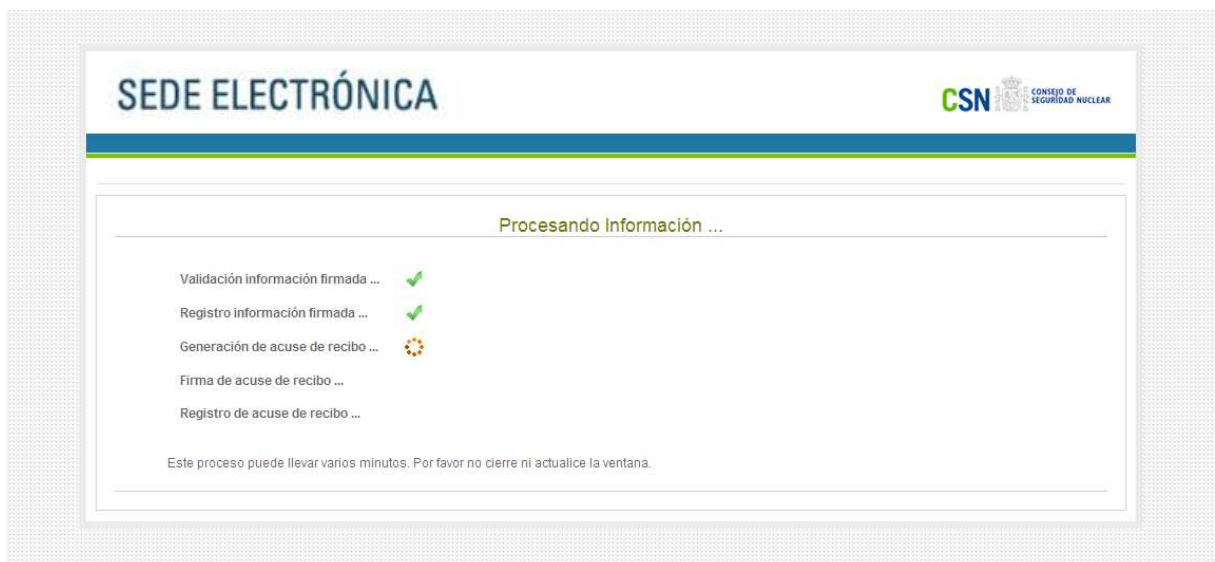 SEDE ELECTRÓNICA
CSN
CONSEJO DE
SEGURIDAD NUCLEAR
Procesando Información ...
Validación información firmada ...
Registro información firmada ...
Generación de acuse de recibo ...
Firma de acuse de recibo ...
Registro de acuse de recibo ...
Este proceso puede llevar varios minutos. Por favor no cierre ni actualice la ventana.